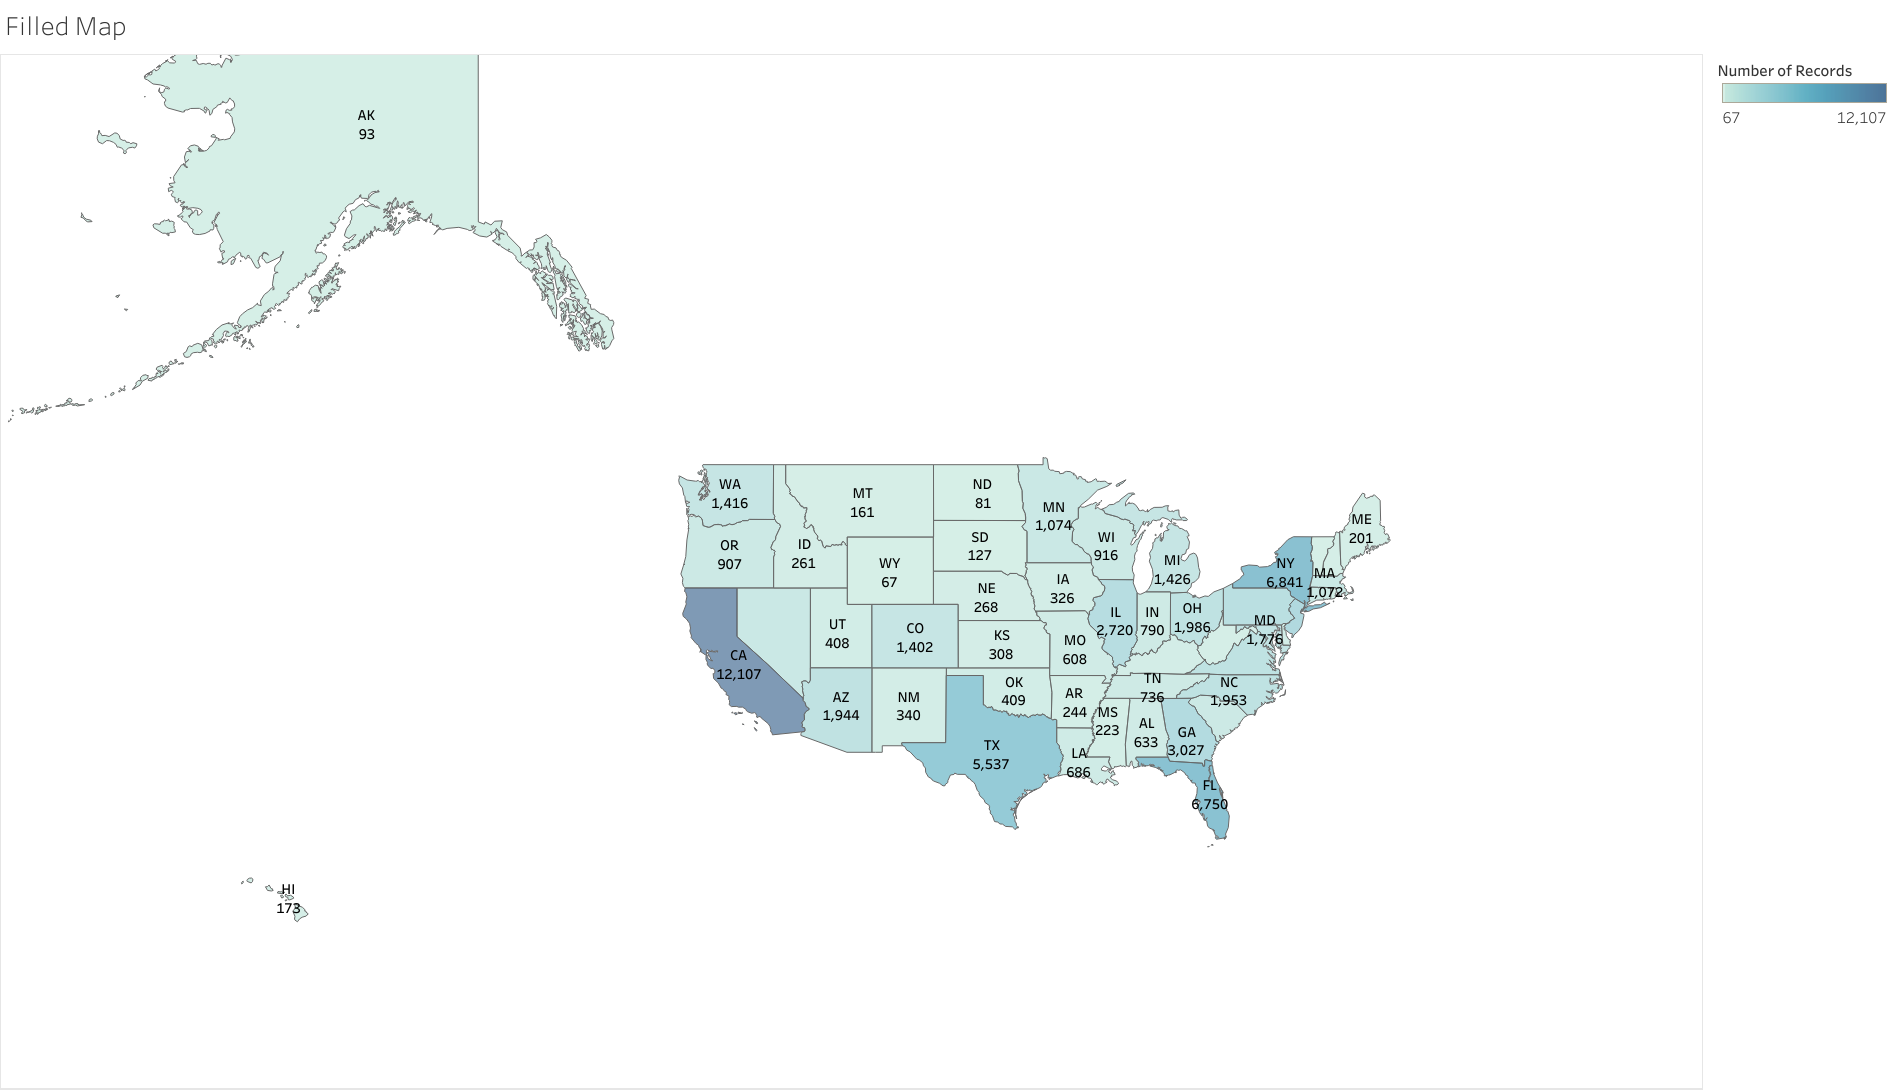 Filled Map
Number of Records
67 12,107
AK
93
WA
1,416
MT
161
ND
81
MN
1,074
ME
201
OR
907
ID
261
WY
67
SD
127
WI
916
MI
1,426
NY
6,841
MA
1,072
NE
268
IA
326
IL
2,720
IN
790
OH
1,986
MD
1,776
UT
408
CO
1,402
KS
308
MO
608
CA
12,107
AZ
1,944
NM
340
OK
409
AR
244
TN
736
NC
1,953
MS
223
AL
633
GA
3,027
TX
5,537
LA
686
FL
6,750
HI
173